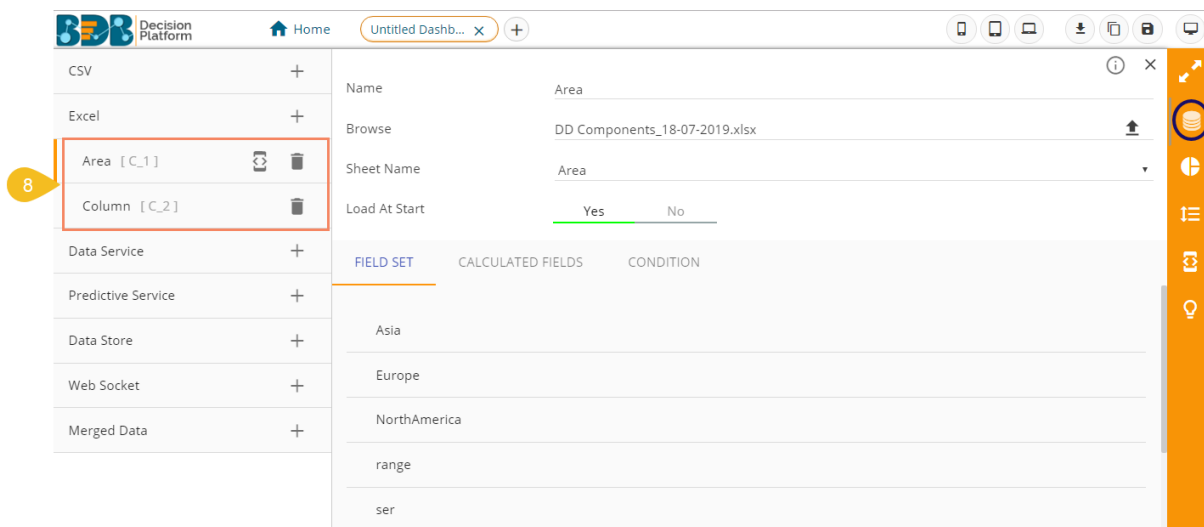 BDB Decision Platform
Home
Untitled Dashb...
CSV
Excel
Area [ C_1 ]
Column [ C_2 ]
8
Data Service
Predictive Service
Data Store
Web Socket
Merged Data
Name Area
Browse DD Components_18-07-2019.xlsx
Sheet Name Area
Load At Start Yes No
FIELD SET CALCULATED FIELDS CONDITION
Asia
Europe
NorthAmerica
range
ser